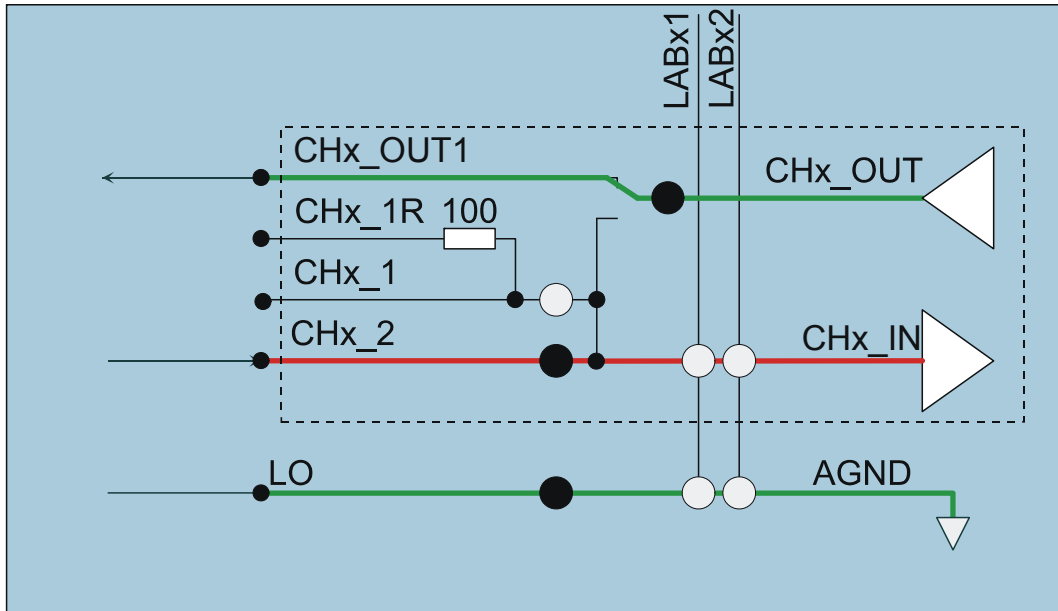 LABx1
LABx2
CHx_OUT1
CHx_OUT
CHx_1R 100
CHx_1
CHx_2
CHx_IN
LO
AGND